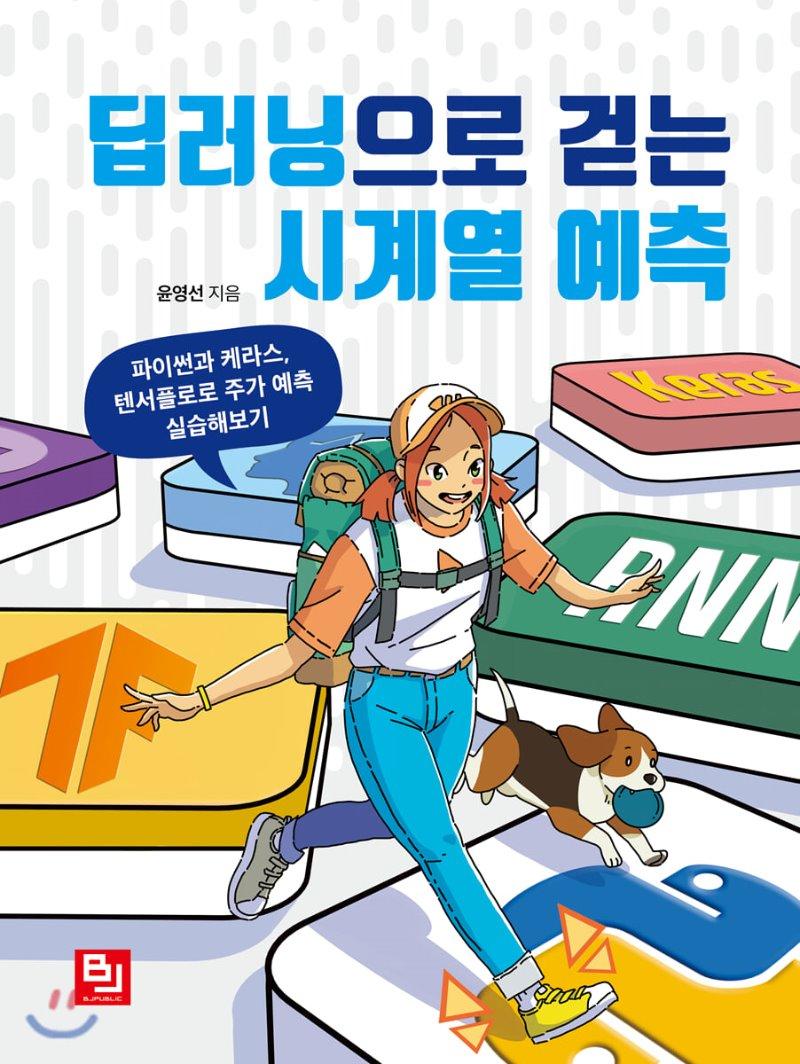 딥러닝으로 걷는
시계열 예측
윤영선 지음
파이썬과 케라스,
텐서플로로 주가 예측
실습해보기
Keras
RNN
TF
BJ
BJPUBLIC